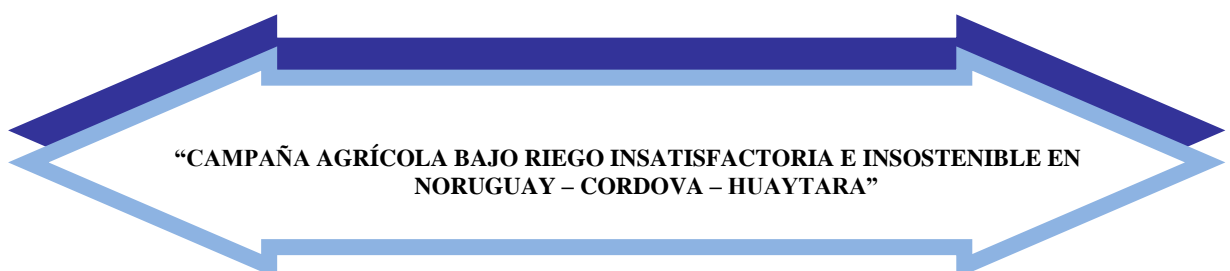 “CAMPAÑA AGRÍCOLA BAJO RIEGO INSATISFACTORIA E INSOSTENIBLE EN
NORUGUAY – CORDOVA – HUAYTARA”